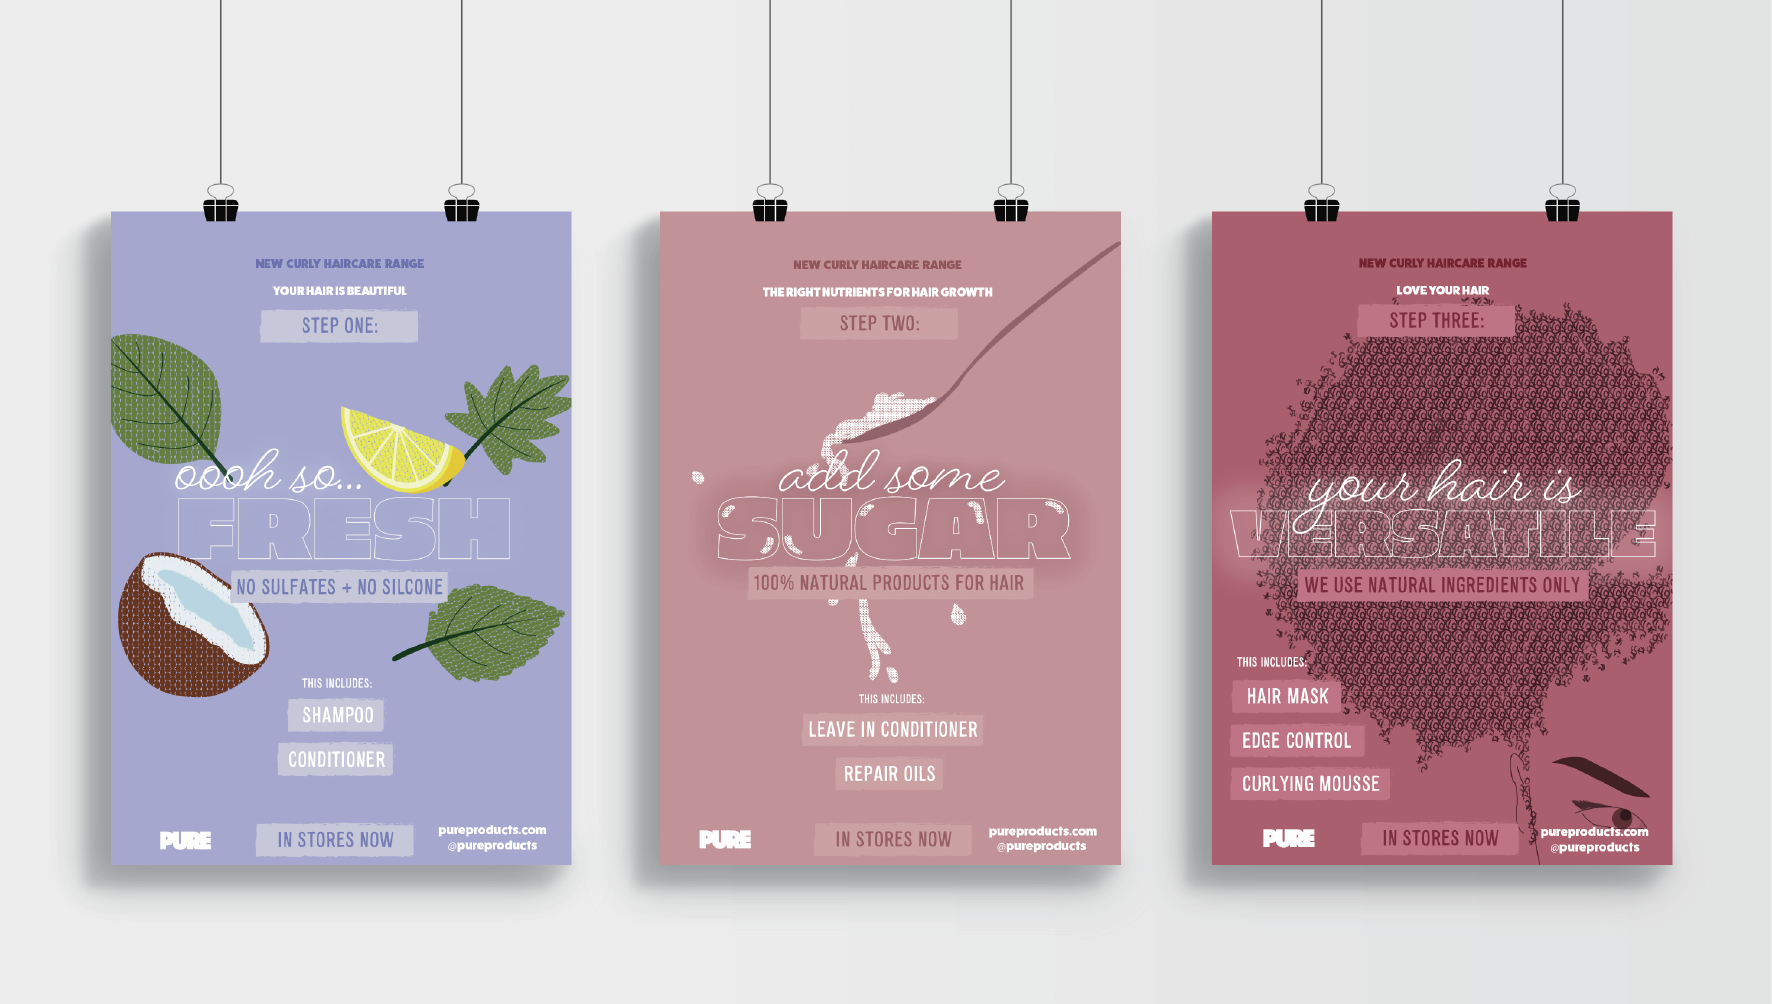 NEW CURLY HAIRCARE RANGE
YOUR HAIR IS BEAUTIFUL
STEP ONE:
oooh so...
FRESH
NO SULFATES + NO SILCONE
THIS INCLUDES:
SHAMPOO
CONDITIONER
PURE
IN STORES NOW
pureproducts.com
@pureproducts
NEW CURLY HAIRCARE RANGE
THE RIGHT NUTRIENTS FOR HAIR GROWTH
STEP TWO:
add some
SUGAR
100% NATURAL PRODUCTS FOR HAIR
THIS INCLUDES:
LEAVE IN CONDITIONER
REPAIR OILS
PURE
IN STORES NOW
pureproducts.com
@pureproducts
NEW CURLY HAIRCARE RANGE
LOVE YOUR HAIR
STEP THREE:
your hair is
VERSATILE
WE USE NATURAL INGREDIENTS ONLY
THIS INCLUDES:
HAIR MASK
EDGE CONTROL
CURLYING MOUSSE
PURE
IN STORES NOW
pureproducts.com
@pureproducts